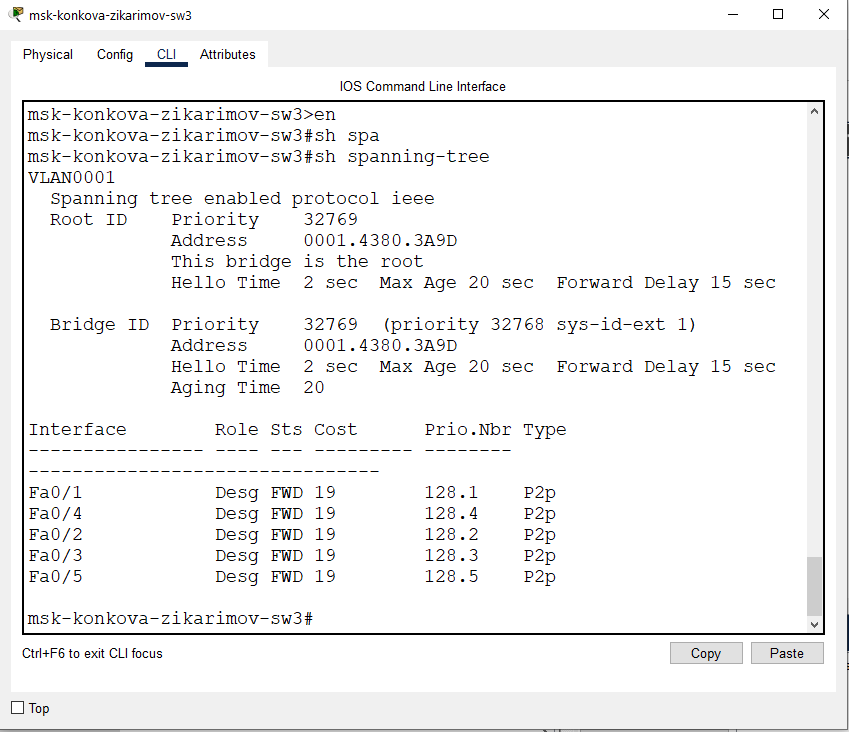 msk-konkova-zikarimov-sw3
Physical Config CLI Attributes
IOS Command Line Interface
msk-konkova-zikarimov-sw3>en
msk-konkova-zikarimov-sw3#sh spa
msk-konkova-zikarimov-sw3#sh spanning-tree
VLAN0001
  Spanning tree enabled protocol ieee
  Root ID    Priority    32769
             Address     0001.4380.3A9D
             This bridge is the root
             Hello Time  2 sec  Max Age 20 sec  Forward Delay 15 sec
  Bridge ID  Priority    32769  (priority 32768 sys-id-ext 1)
             Address     0001.4380.3A9D
             Hello Time  2 sec  Max Age 20 sec  Forward Delay 15 sec
             Aging Time  20
Interface        Role Sts Cost      Prio.Nbr Type
---------------- ---- --- --------- --------
--------------------------------
Fa0/1            Desg FWD 19        128.1    P2p
Fa0/4            Desg FWD 19        128.4    P2p
Fa0/2            Desg FWD 19        128.2    P2p
Fa0/3            Desg FWD 19        128.3    P2p
Fa0/5            Desg FWD 19        128.5    P2p
msk-konkova-zikarimov-sw3#
Ctrl+F6 to exit CLI focus Copy Paste
Top